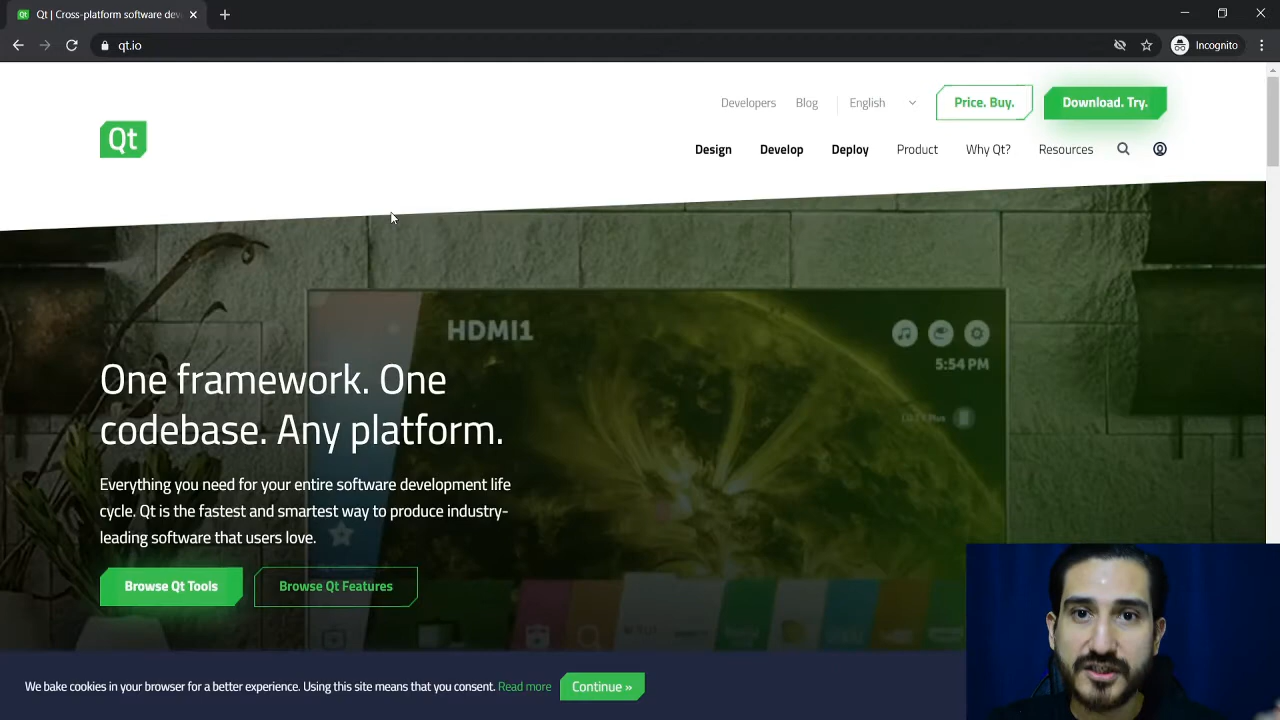 Qt | Cross-platform software dev
qt.io
Incognito
Developers Blog English Price. Buy. Download. Try.
Qt
Design Develop Deploy Product Why Qt? Resources
HDMI1
5:54 PM
One framework. One
codebase. Any platform.
Everything you need for your entire software development life
cycle. Qt is the fastest and smartest way to produce industry-
leading software that users love.
Browse Qt Tools Browse Qt Features
We bake cookies in your browser for a better experience. Using this site means that you consent. Read more Continue »